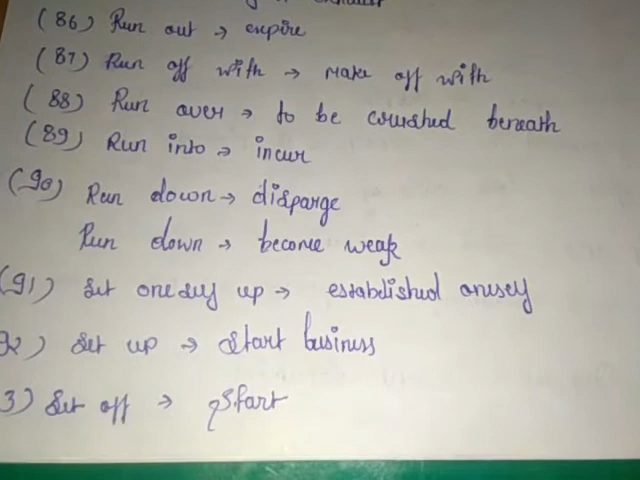 exhaust
(86) Run out → expire
(87) Run off with → make off with
(88) Run over → to be crushed beneath
(89) Run into → incur
(90) Run down → disparge
Run down → become weak
(91) Set oneself up → established oneself
92) Set up → start business
3) Set off → start